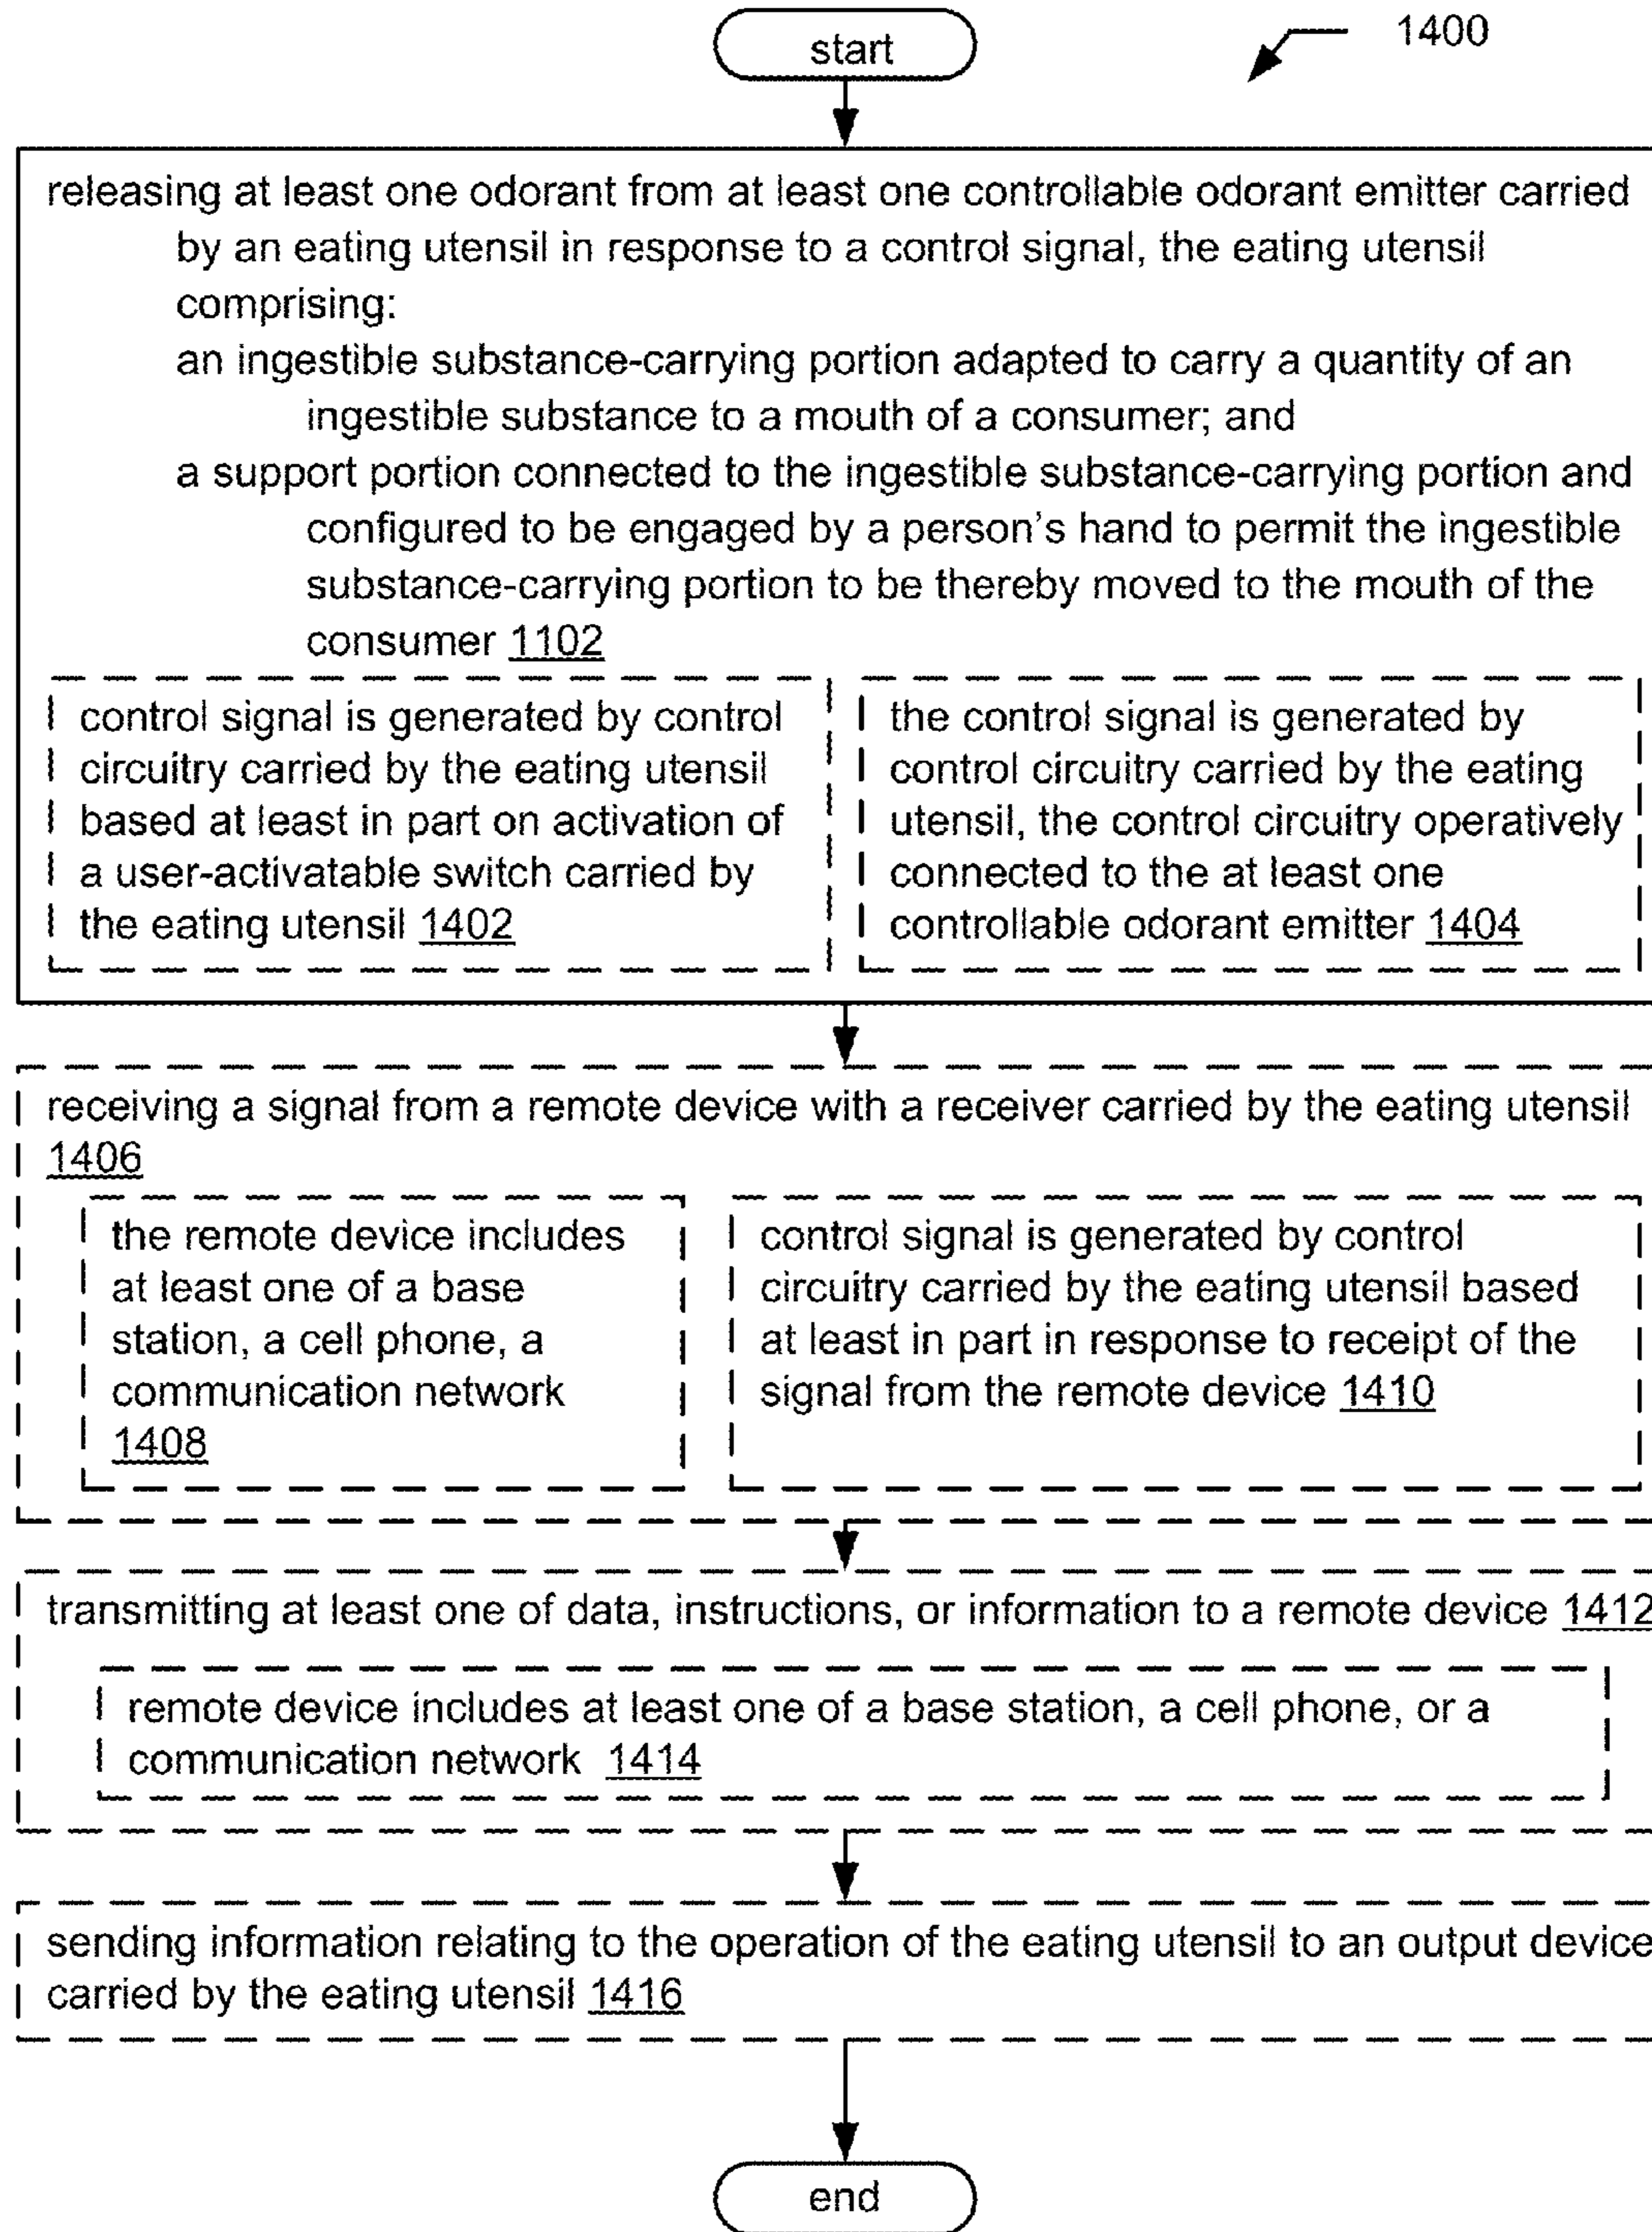 start
1400
releasing at least one odorant from at least one controllable odorant emitter carried
by an eating utensil in response to a control signal, the eating utensil
comprising:
an ingestible substance-carrying portion adapted to carry a quantity of an
ingestible substance to a mouth of a consumer; and
a support portion connected to the ingestible substance-carrying portion and
configured to be engaged by a person's hand to permit the ingestible
substance-carrying portion to be thereby moved to the mouth of the
consumer 1102
control signal is generated by control
circuitry carried by the eating utensil
based at least in part on activation of
a user-activatable switch carried by
the eating utensil 1402
the control signal is generated by
control circuitry carried by the eating
utensil, the control circuitry operatively
connected to the at least one
controllable odorant emitter 1404
receiving a signal from a remote device with a receiver carried by the eating utensil
1406
the remote device includes
at least one of a base
station, a cell phone, a
communication network
1408
control signal is generated by control
circuitry carried by the eating utensil based
at least in part in response to receipt of the
signal from the remote device 1410
transmitting at least one of data, instructions, or information to a remote device 1412
remote device includes at least one of a base station, a cell phone, or a
communication network 1414
sending information relating to the operation of the eating utensil to an output device
carried by the eating utensil 1416
end